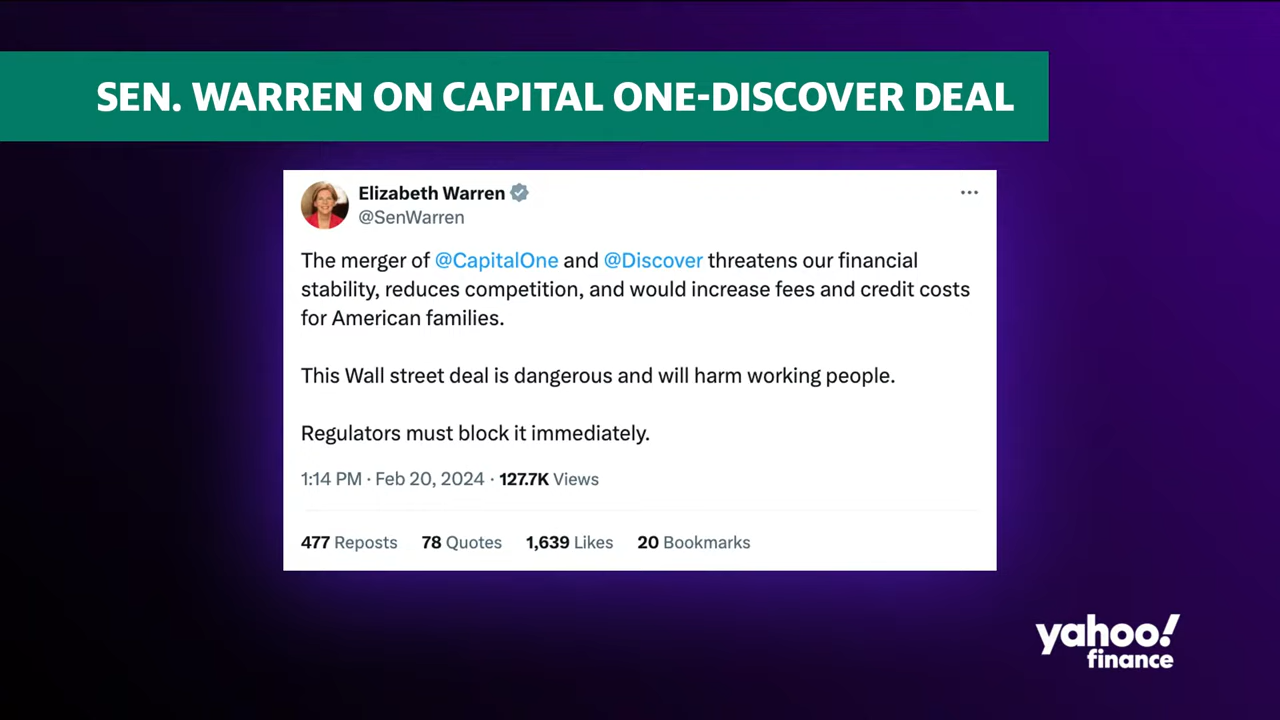 SEN. WARREN ON CAPITAL ONE-DISCOVER DEAL
Elizabeth Warren
@SenWarren
The merger of @CapitalOne and @Discover threatens our financial
stability, reduces competition, and would increase fees and credit costs
for American families.
This Wall street deal is dangerous and will harm working people.
Regulators must block it immediately.
1:14 PM · Feb 20, 2024 · 127.7K Views
477 Reposts 78 Quotes 1,639 Likes 20 Bookmarks
yahoo!
finance